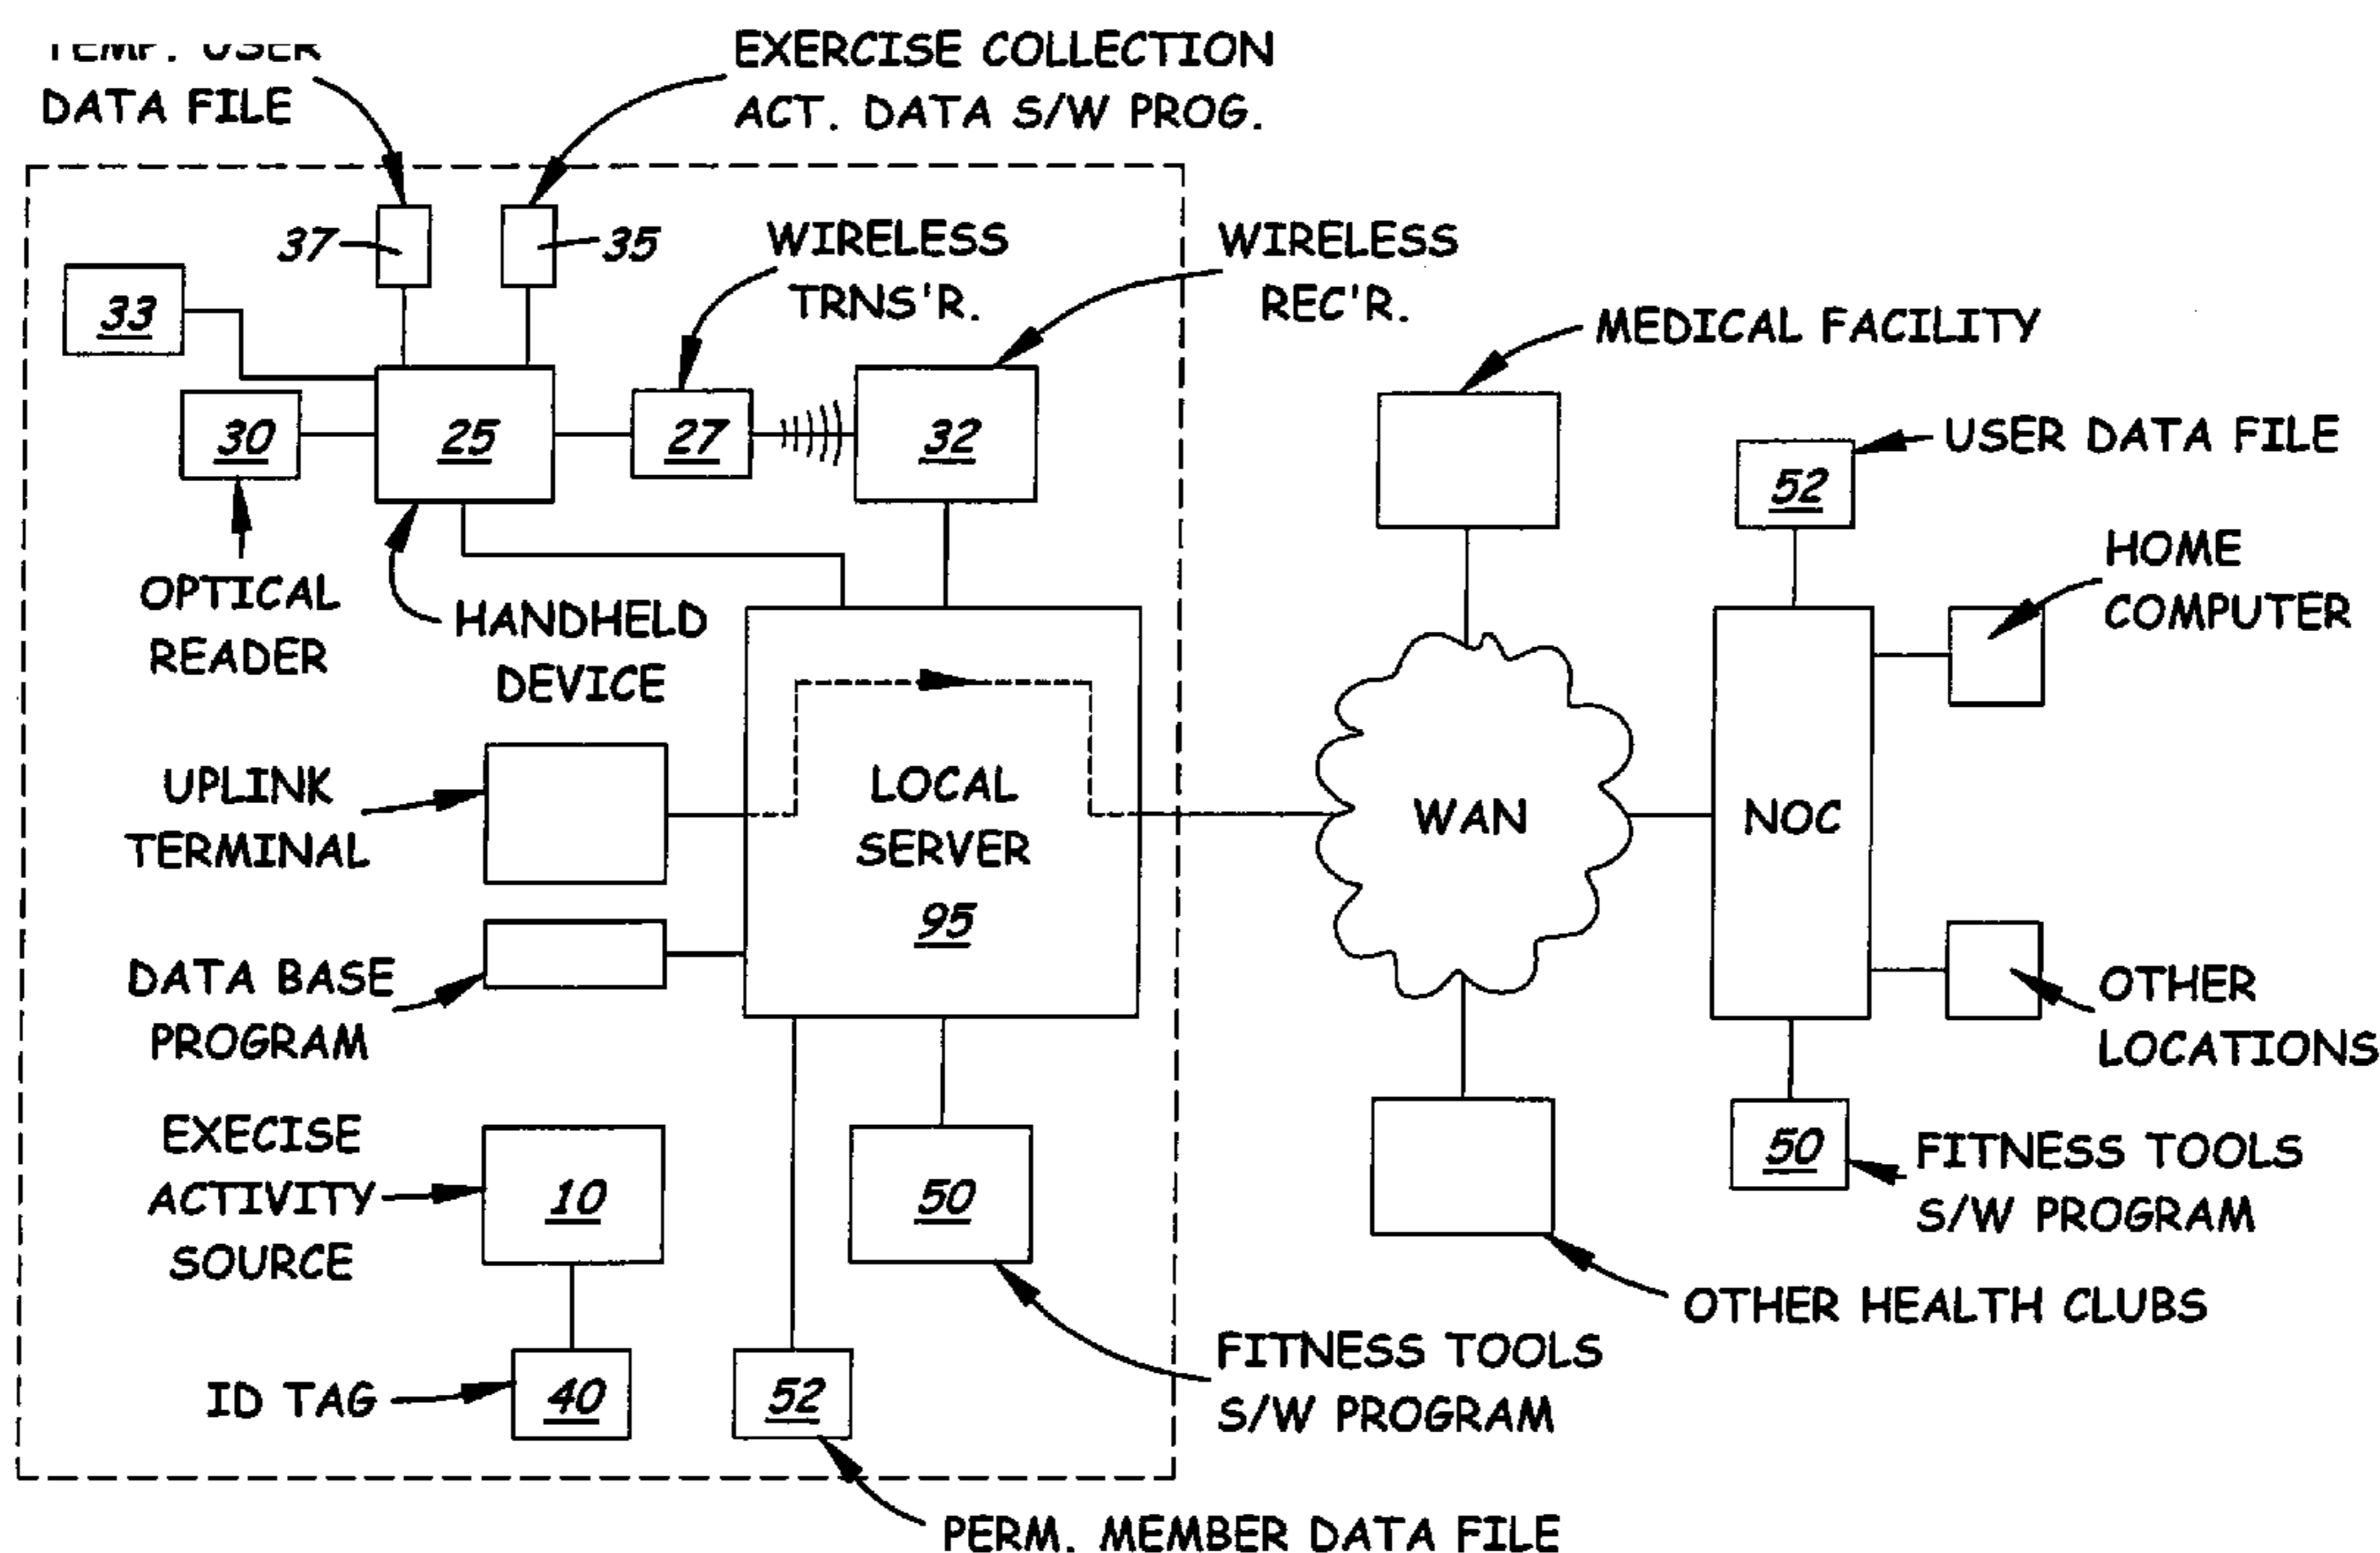 TEMP. USER
DATA FILE
EXERCISE COLLECTION
ACT. DATA S/W PROG.
37
35
WIRELESS
TRNS'R.
WIRELESS
REC'R.
33
MEDICAL FACILITY
30
25
27
32
USER DATA FILE
52
HOME
COMPUTER
OPTICAL
READER
HANDHELD
DEVICE
UPLINK
TERMINAL
LOCAL
SERVER
95
WAN
NOC
DATA BASE
PROGRAM
OTHER
LOCATIONS
EXECISE
ACTIVITY
SOURCE
10
50
50
FITNESS TOOLS
S/W PROGRAM
OTHER HEALTH CLUBS
ID TAG
40
52
FITNESS TOOLS
S/W PROGRAM
PERM. MEMBER DATA FILE